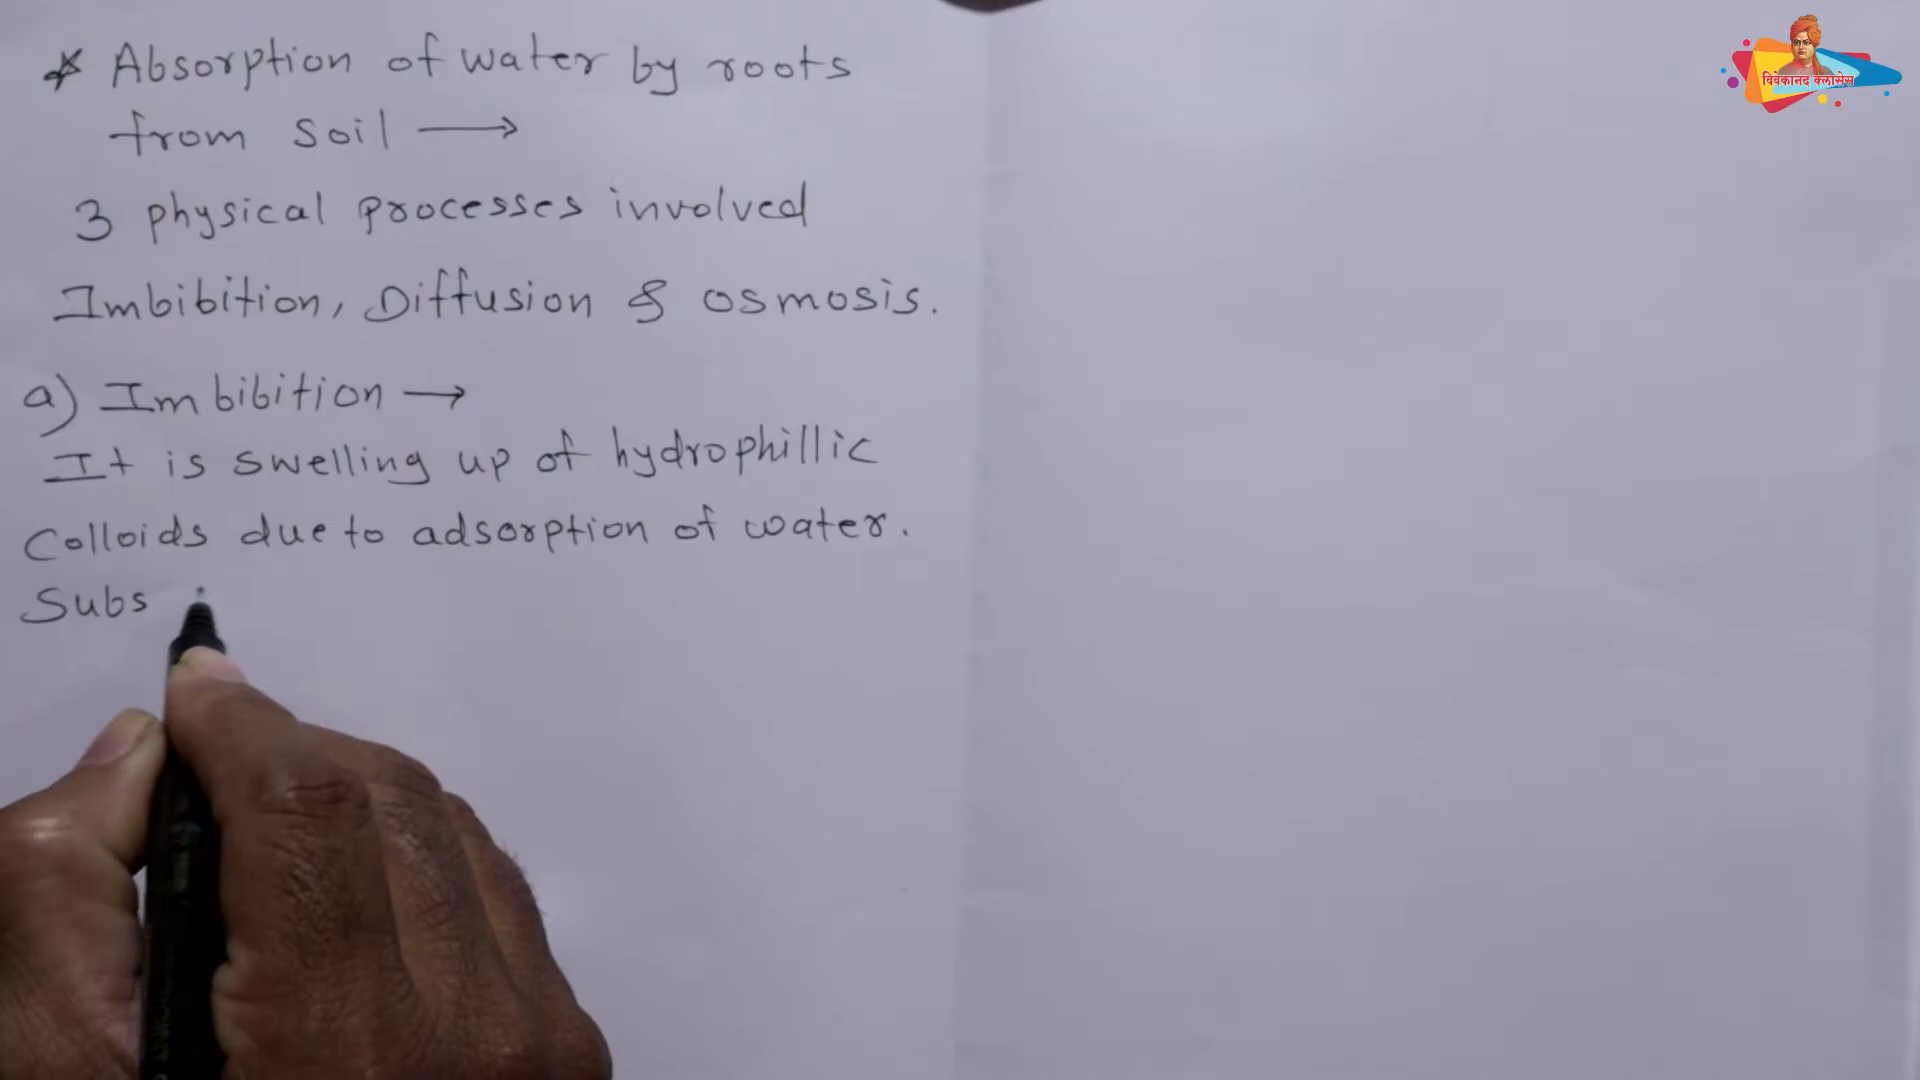 * Absorption of water by roots
from soil →
3 physical processes involved
Imbibition, Diffusion & osmosis.
a) Imbibition →
It is swelling up of hydrophillic
Colloids due to adsorption of water.
Subs
विवेकानंद क्लासेस